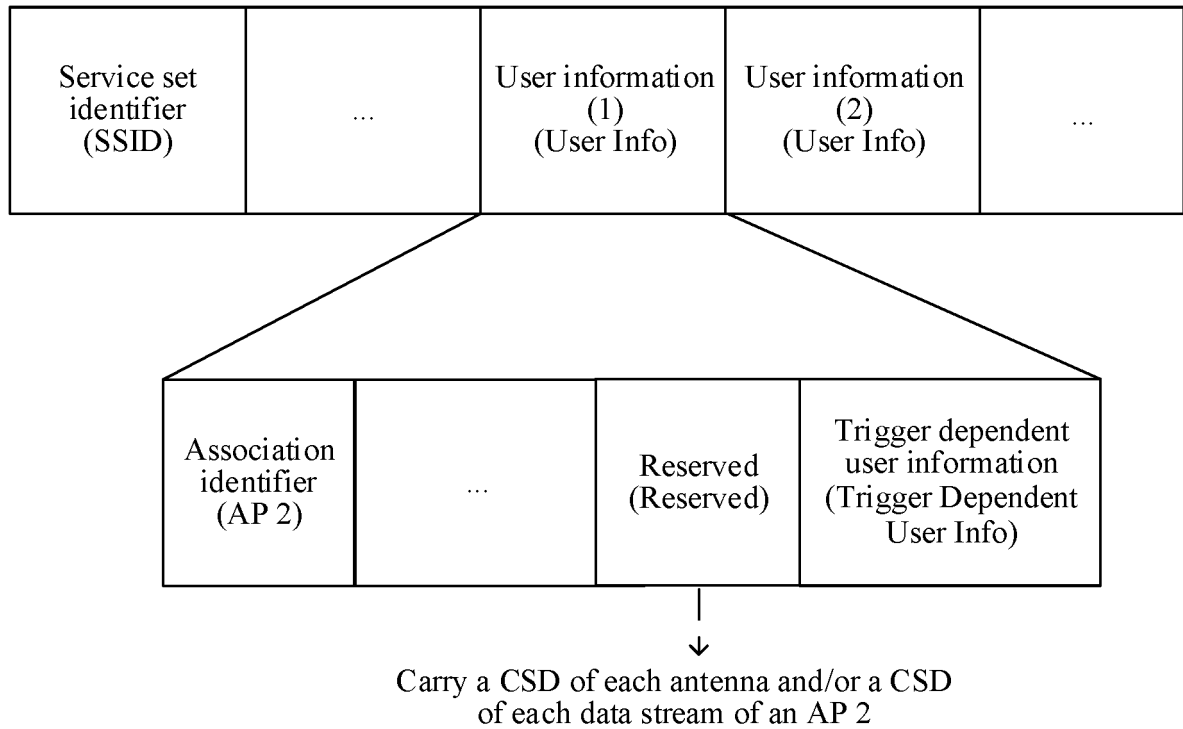 Service set
identifier
(SSID)
...
User information
(1)
(User Info)
User information
(2)
(User Info)
...
Association
identifier
(AP 2)
...
Reserved
(Reserved)
Trigger dependent
user information
(Trigger Dependent
User Info)
Carry a CSD of each antenna and/or a CSD
of each data stream of an AP 2